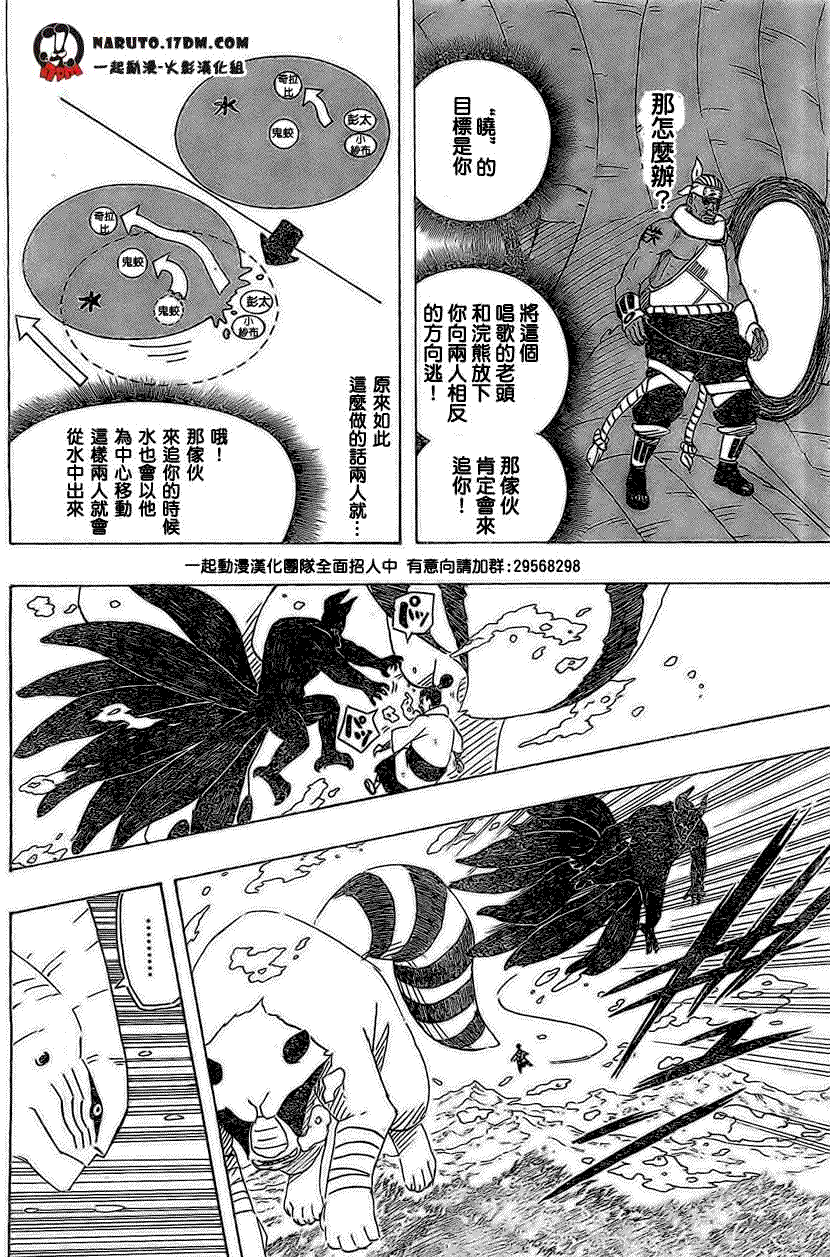 NARUTO.17DM.COM
一起動漫-火影漢化組
17DM
那怎麼辦？
“曉”的
目標是你
將這個
唱歌的老頭
和浣熊放下
你向兩人相反
的方向逃！
那傢伙
肯定會來
追你！
奇拉
比
水
鬼鮫
彭太
小
紗布
奇拉
比
鬼鮫
水
鬼鮫
彭太
小
紗布
原來如此
這麼做的話兩人就…
哦！
那傢伙
來追你的時候
水也會以他
為中心移動
這樣兩人就會
從水中出來
一起動漫漢化團隊全面招人中 有意向請加群:29568298
パッ
パッ
………